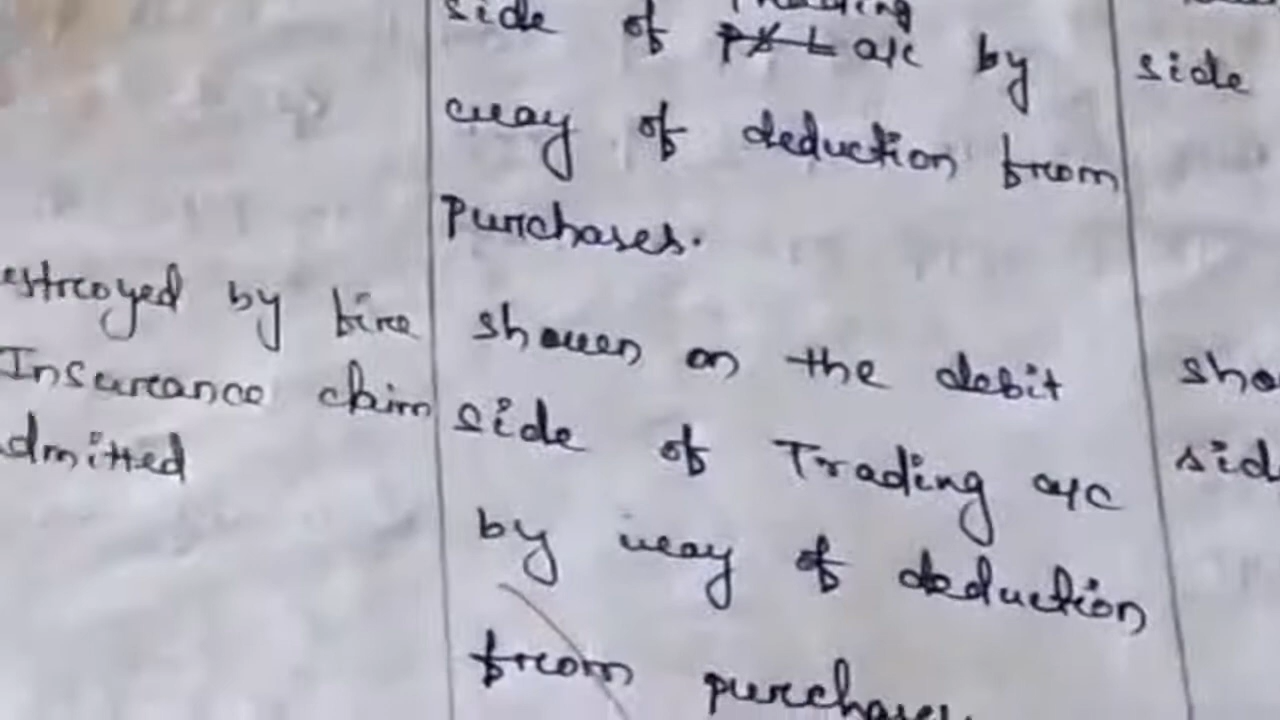 side of Trading a/c by
way of deduction from
purchases.
side
estroyed by fire
Insurance claim
dmitted
shown on the debit
side of Trading a/c
by way of deduction
from purchases.
sho
sid